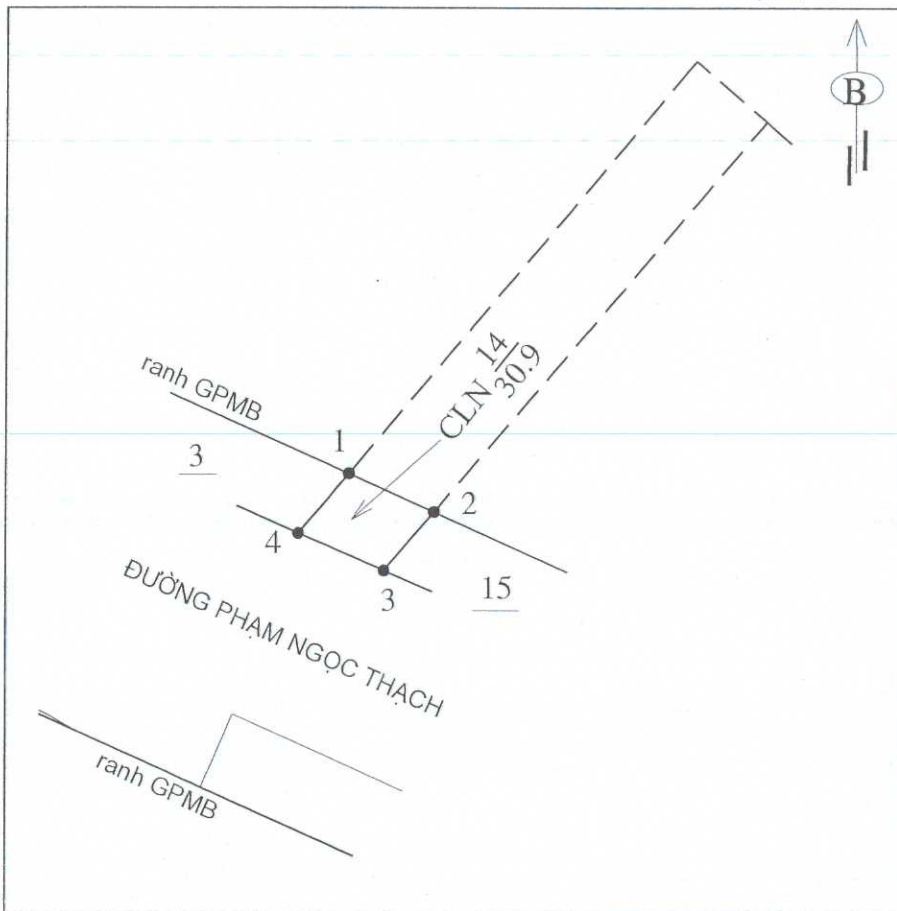 B
CLN 14
30.9
ranh GPMB
1
3
2
4
3
15
ĐƯỜNG PHẠM NGỌC THẠCH
ranh GPMB